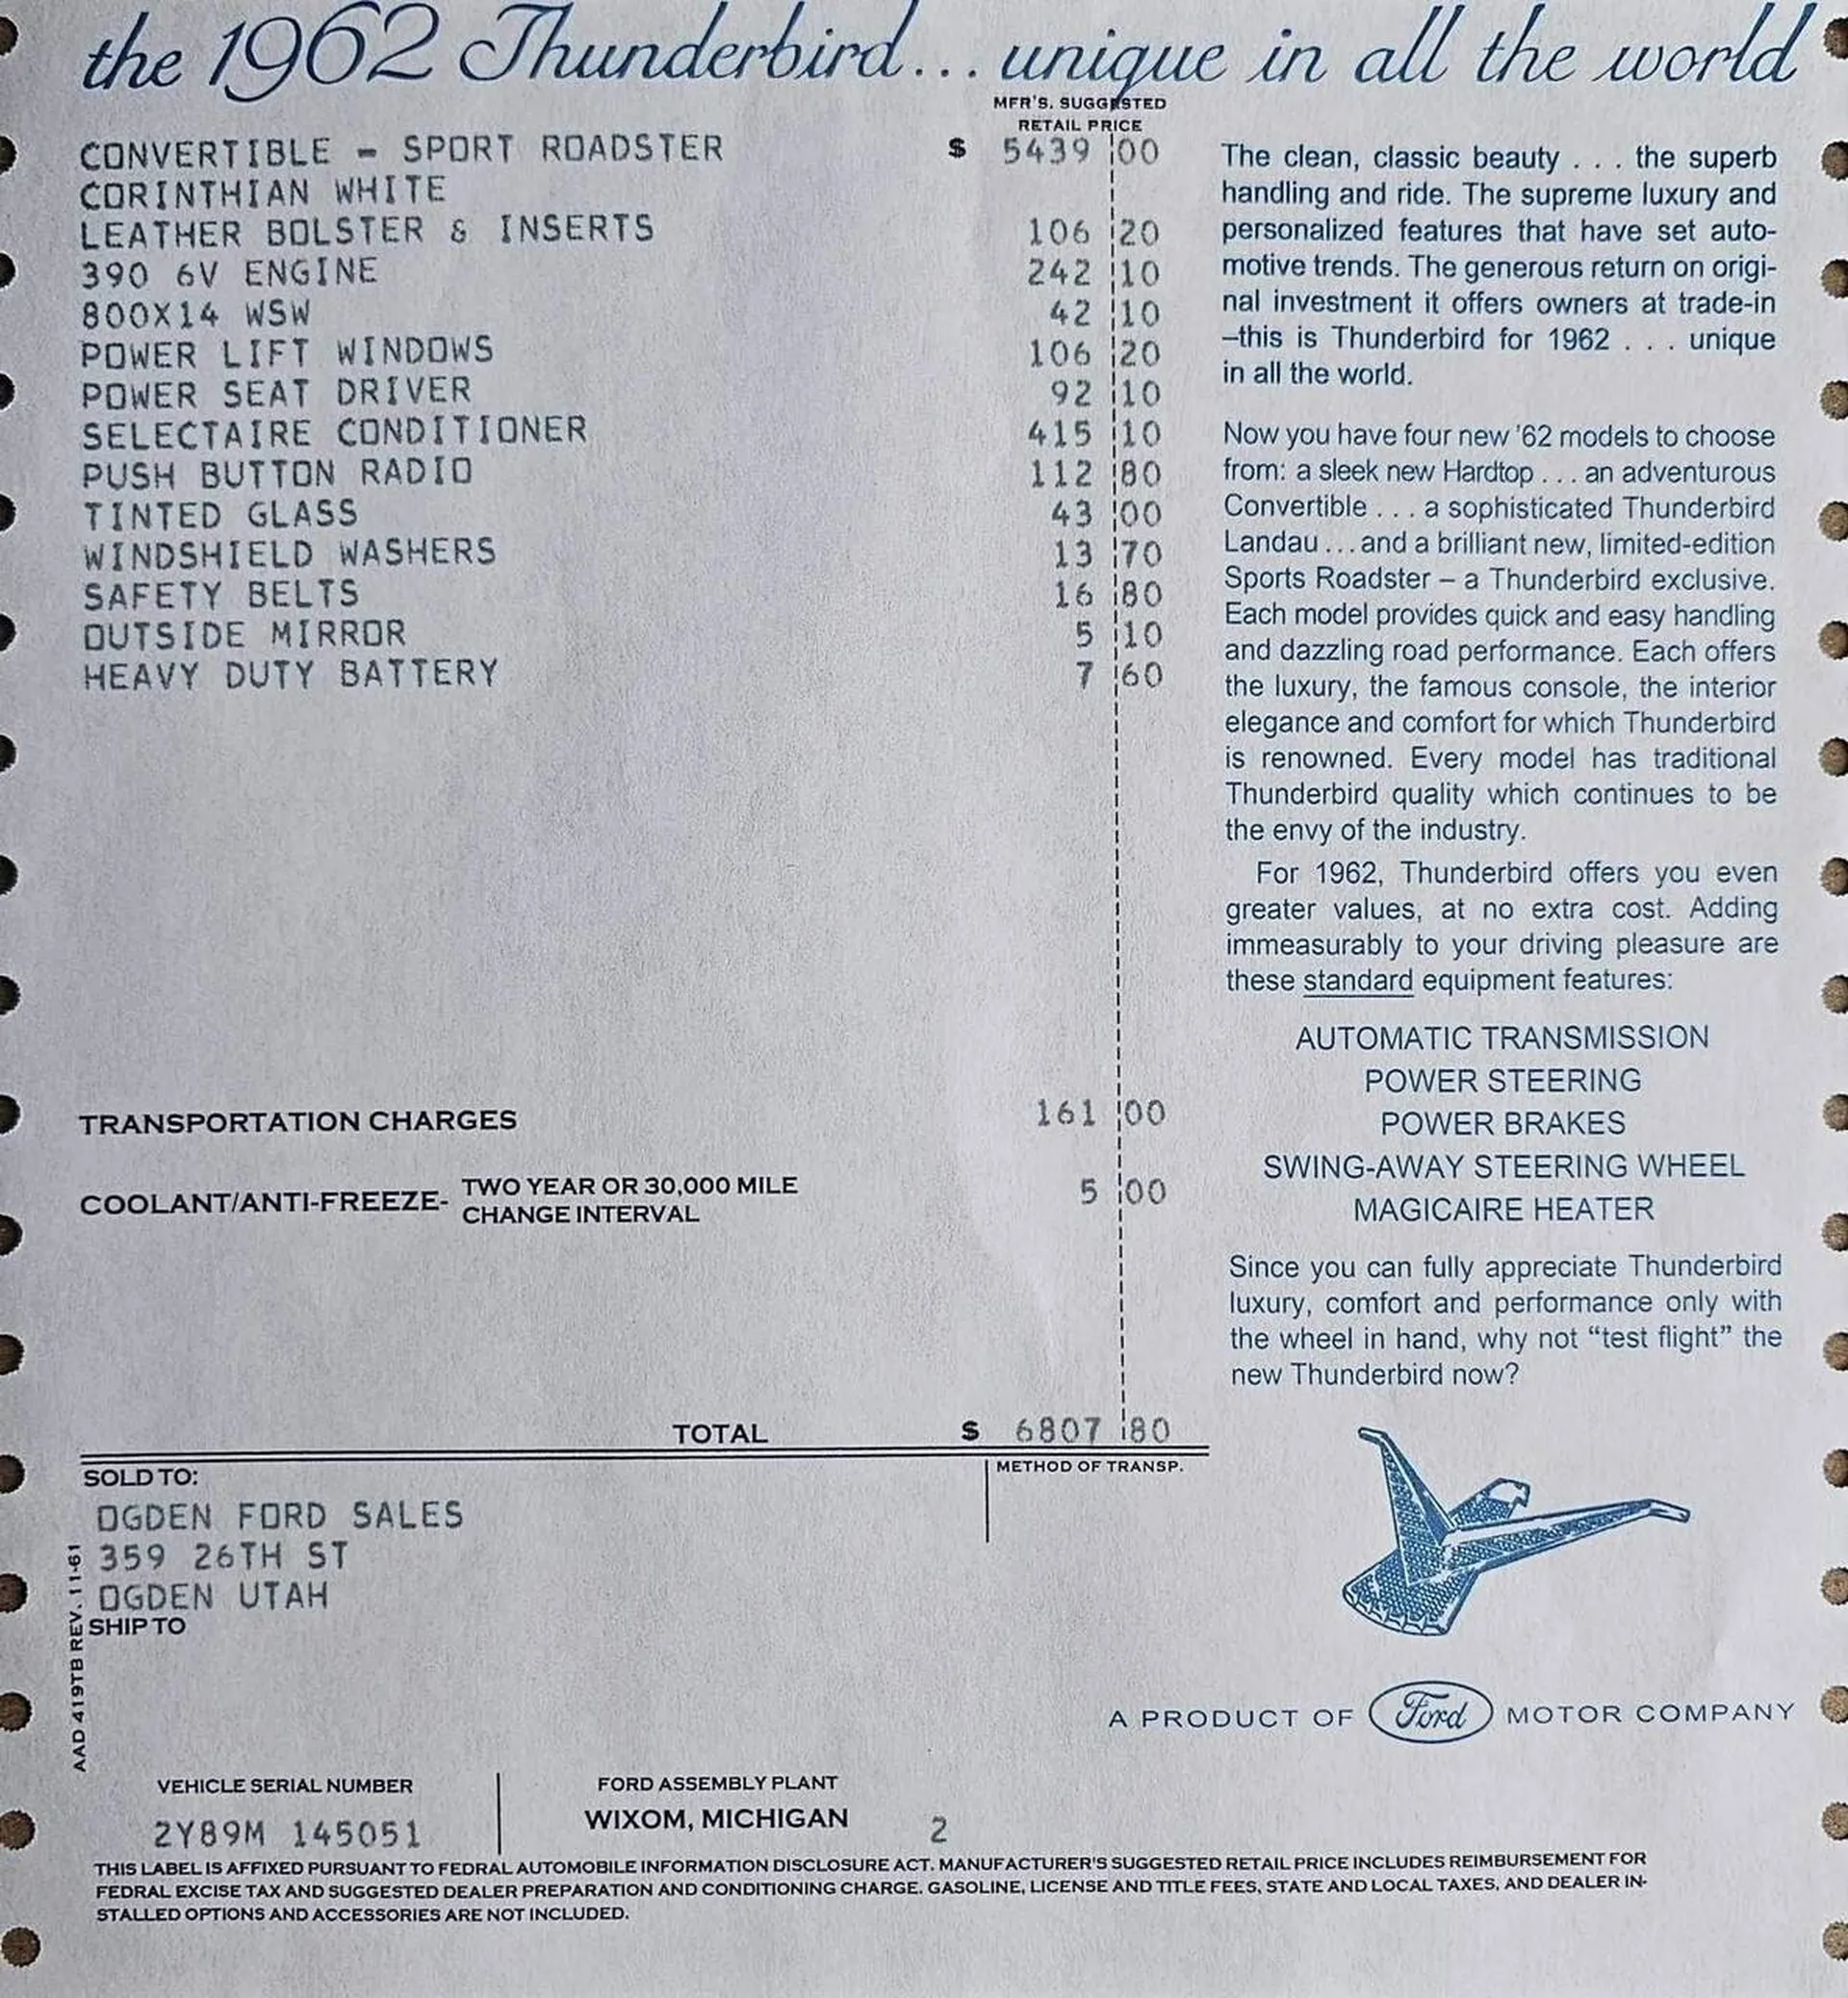 the 1962 Thunderbird... unique in all the world
MFR'S. SUGGESTED
RETAIL PRICE
CONVERTIBLE - SPORT ROADSTER $ 5439 00
CORINTHIAN WHITE
LEATHER BOLSTER & INSERTS 106 20
390 6V ENGINE 242 10
800X14 WSW 42 10
POWER LIFT WINDOWS 106 20
POWER SEAT DRIVER 92 10
SELECTAIRE CONDITIONER 415 10
PUSH BUTTON RADIO 112 80
TINTED GLASS 43 00
WINDSHIELD WASHERS 13 70
SAFETY BELTS 16 80
OUTSIDE MIRROR 5 10
HEAVY DUTY BATTERY 7 60
TRANSPORTATION CHARGES 161 00
COOLANT/ANTI-FREEZE- TWO YEAR OR 30,000 MILE
CHANGE INTERVAL 5 00
TOTAL $ 6807 80
The clean, classic beauty . . . the superb
handling and ride. The supreme luxury and
personalized features that have set auto-
motive trends. The generous return on origi-
nal investment it offers owners at trade-in
–this is Thunderbird for 1962 . . . unique
in all the world.
Now you have four new '62 models to choose
from: a sleek new Hardtop . . . an adventurous
Convertible . . . a sophisticated Thunderbird
Landau . . . and a brilliant new, limited-edition
Sports Roadster – a Thunderbird exclusive.
Each model provides quick and easy handling
and dazzling road performance. Each offers
the luxury, the famous console, the interior
elegance and comfort for which Thunderbird
is renowned. Every model has traditional
Thunderbird quality which continues to be
the envy of the industry.
For 1962, Thunderbird offers you even
greater values, at no extra cost. Adding
immeasurably to your driving pleasure are
these standard equipment features:
AUTOMATIC TRANSMISSION
POWER STEERING
POWER BRAKES
SWING-AWAY STEERING WHEEL
MAGICAIRE HEATER
Since you can fully appreciate Thunderbird
luxury, comfort and performance only with
the wheel in hand, why not "test flight" the
new Thunderbird now?
SOLD TO:
METHOD OF TRANSP.
OGDEN FORD SALES
359 26TH ST
OGDEN UTAH
SHIP TO
AAD 419TB REV. 11-61
A PRODUCT OF Ford MOTOR COMPANY
VEHICLE SERIAL NUMBER
2Y89M 145051
FORD ASSEMBLY PLANT
WIXOM, MICHIGAN 2
THIS LABEL IS AFFIXED PURSUANT TO FEDRAL AUTOMOBILE INFORMATION DISCLOSURE ACT. MANUFACTURER'S SUGGESTED RETAIL PRICE INCLUDES REIMBURSEMENT FOR
FEDRAL EXCISE TAX AND SUGGESTED DEALER PREPARATION AND CONDITIONING CHARGE. GASOLINE, LICENSE AND TITLE FEES, STATE AND LOCAL TAXES, AND DEALER IN-
STALLED OPTIONS AND ACCESSORIES ARE NOT INCLUDED.